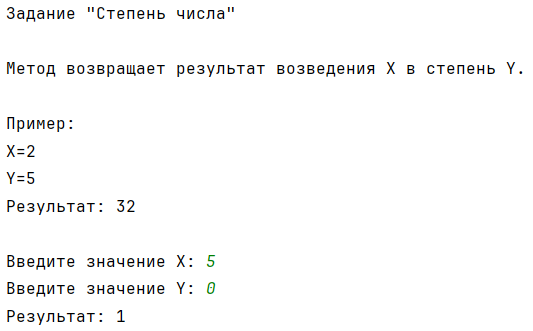 Задание "Степень числа"
Метод возвращает результат возведения X в степень Y.
Пример:
X=2
Y=5
Результат: 32
Введите значение X: 5
Введите значение Y: 0
Результат: 1